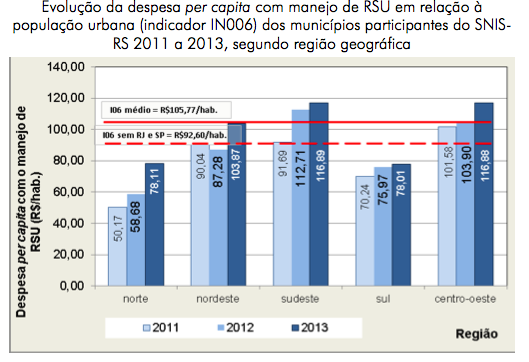 Evolução da despesa per capita com manejo de RSU em relação à
população urbana (indicador IN006) dos municípios participantes do SNIS-
RS 2011 a 2013, segundo região geográfica
Despesa per capita com o manejo de
RSU (R$/hab.)
140,00
120,00
100,00
80,00
60,00
40,00
20,00
0,00
I06 médio = R$105,77/hab.
I06 sem RJ e SP = R$92,60/hab.
50,17
58,68
78,11
90,04
87,28
103,87
91,69
112,71
116,89
70,24
75,97
78,01
101,58
103,90
116,88
norte nordeste sudeste sul centro-oeste
2011 2012 2013
Região